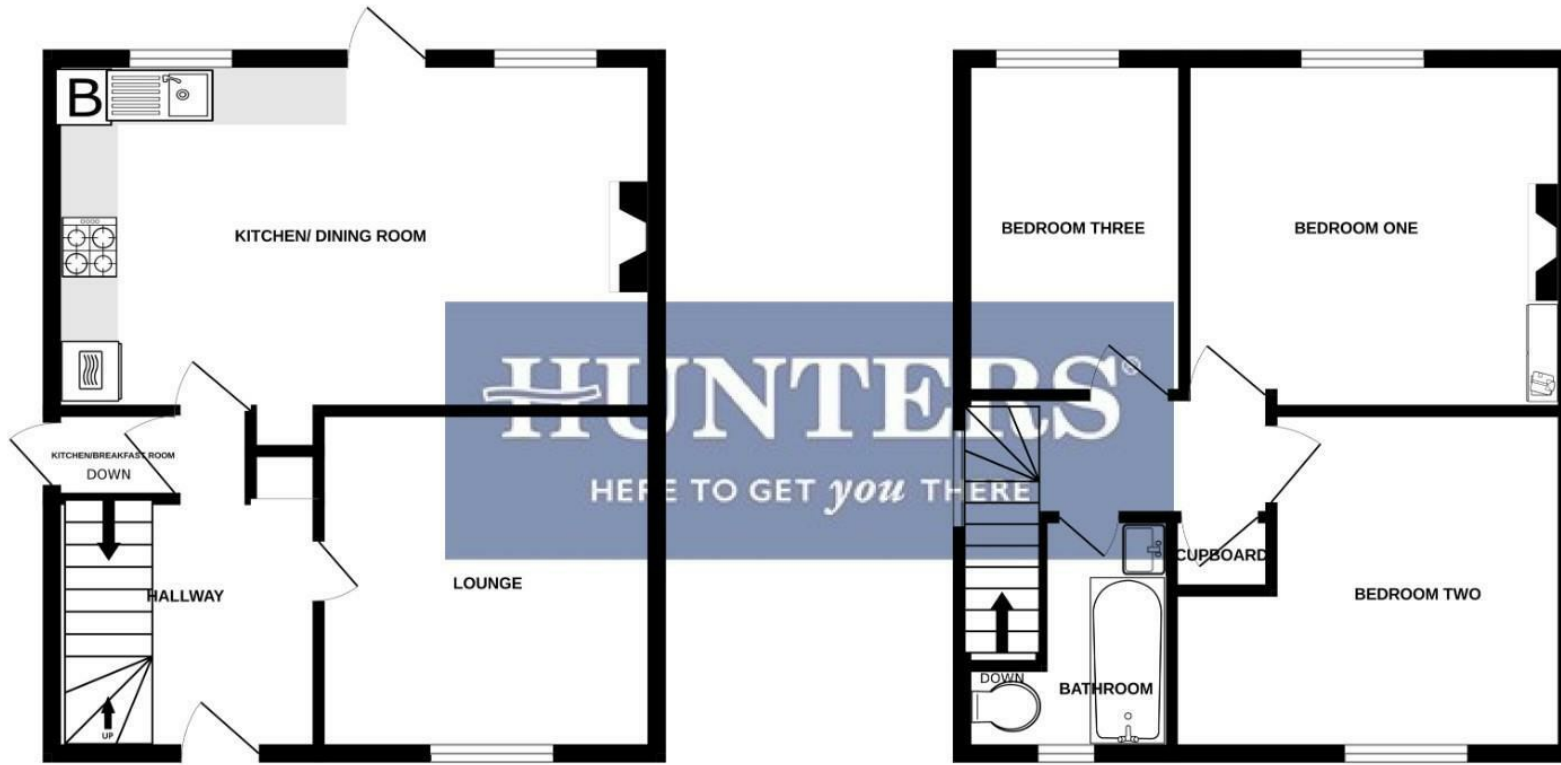 B
KITCHEN/ DINING ROOM
KITCHEN/BREAKFAST ROOM
DOWN
HALLWAY
UP
LOUNGE
BEDROOM THREE
BEDROOM ONE
HUNTERS®
HERE TO GET you THERE
CUPBOARD
BEDROOM TWO
DOWN
BATHROOM